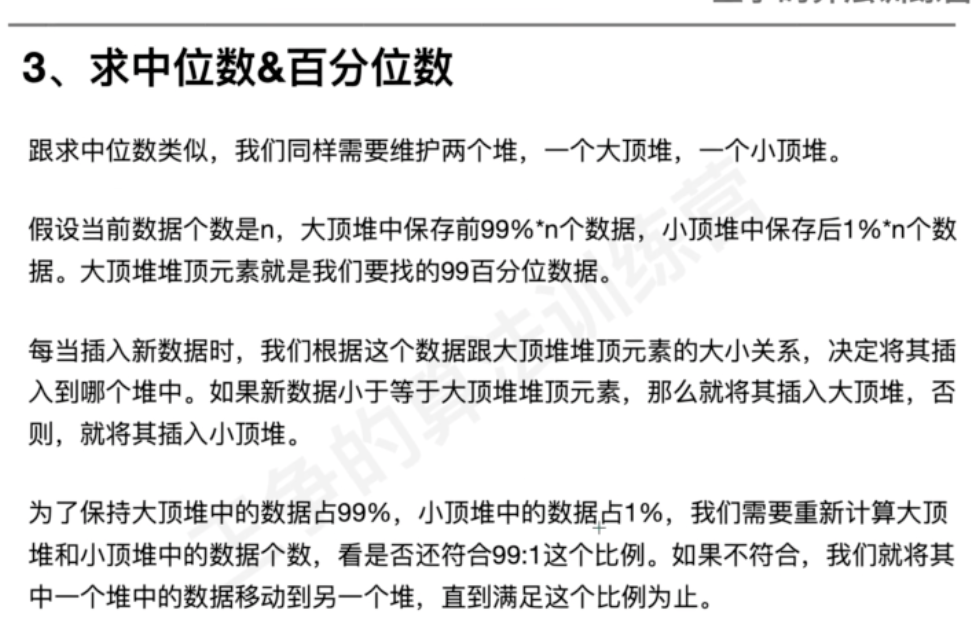 3、求中位数&百分位数
跟求中位数类似，我们同样需要维护两个堆，一个大顶堆，一个小顶堆。
假设当前数据个数是n，大顶堆中保存前99%*n个数据，小顶堆中保存后1%*n个数
据。大顶堆堆顶元素就是我们要找的99百分位数据。
每当插入新数据时，我们根据这个数据跟大顶堆堆顶元素的大小关系，决定将其插
入到哪个堆中。如果新数据小于等于大顶堆堆顶元素，那么就将其插入大顶堆，否
则，就将其插入小顶堆。
为了保持大顶堆中的数据占99%，小顶堆中的数据占1%，我们需要重新计算大顶
堆和小顶堆中的数据个数，看是否还符合99:1这个比例。如果不符合，我们就将其
中一个堆中的数据移动到另一个堆，直到满足这个比例为止。
王争的算法训练营